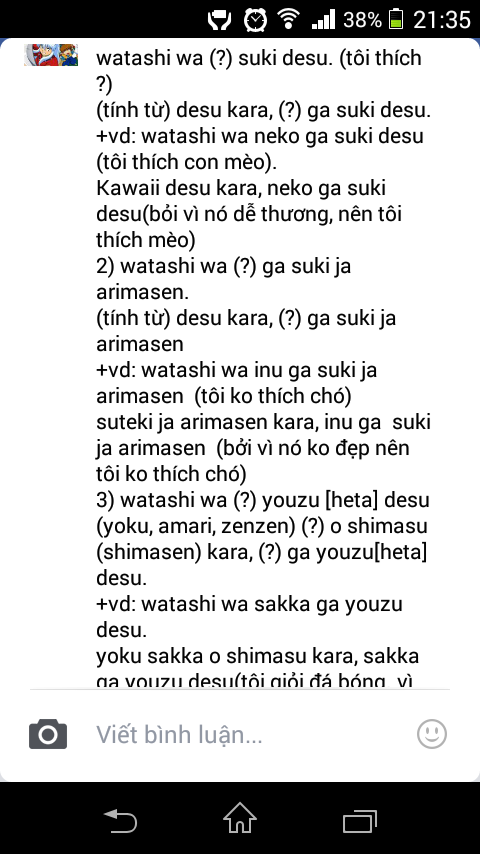 38% 21:35
watashi wa (?) suki desu. (tôi thích
?)
(tính từ) desu kara, (?) ga suki desu.
+vd: watashi wa neko ga suki desu
(tôi thích con mèo).
Kawaii desu kara, neko ga suki
desu(bỏi vì nó dễ thương, nên tôi
thích mèo)
2) watashi wa (?) ga suki ja
arimasen.
(tính từ) desu kara, (?) ga suki ja
arimasen
+vd: watashi wa inu ga suki ja
arimasen (tôi ko thích chó)
suteki ja arimasen kara, inu ga suki
ja arimasen (bởi vì nó ko đẹp nên
tôi ko thích chó)
3) watashi wa (?) youzu [heta] desu
(yoku, amari, zenzen) (?) o shimasu
(shimasen) kara, (?) ga youzu[heta]
desu.
+vd: watashi wa sakka ga youzu
desu.
yoku sakka o shimasu kara, sakka
ga youzu desu(tôi giỏi đá bóng, vì
Viết bình luận...